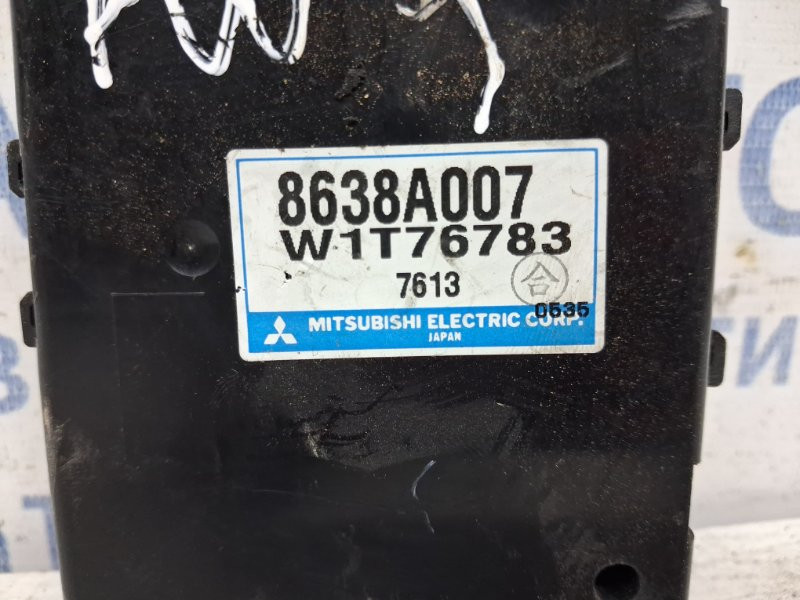 8638A007
W1T76783
7613
合
0535
MITSUBISHI ELECTRIC CORP.
JAPAN